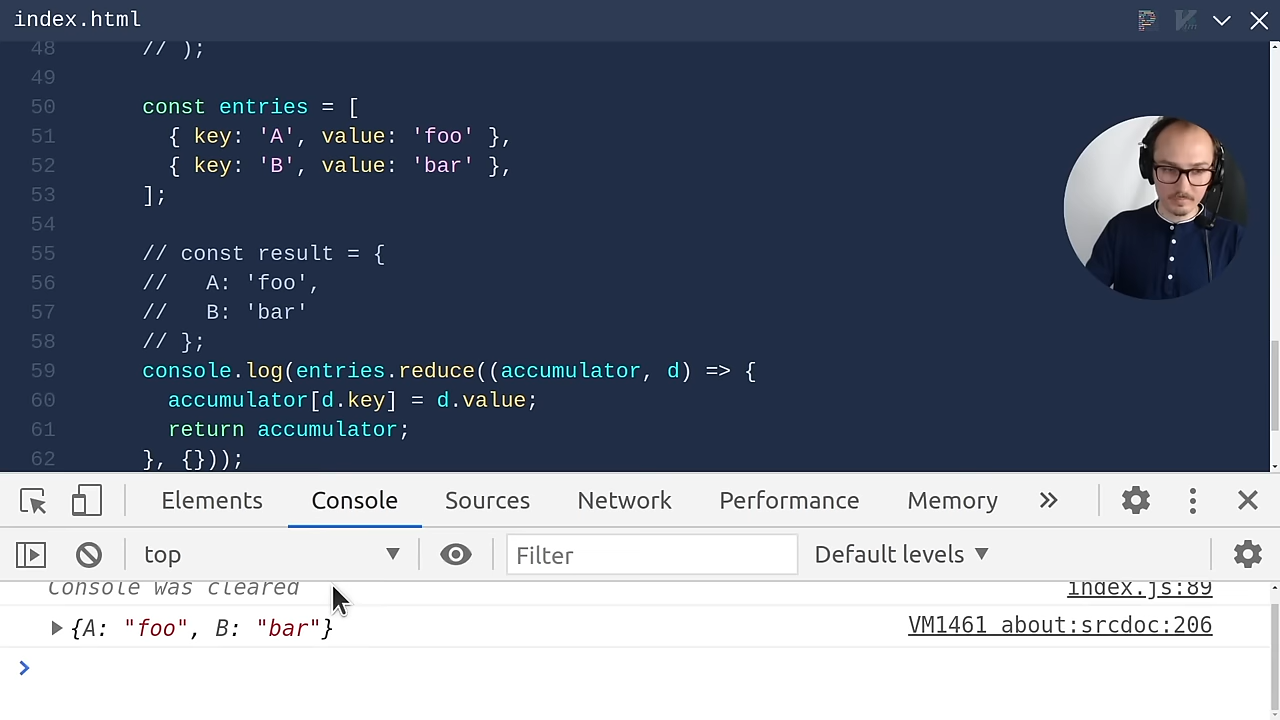 index.html
48 // );
49
50 const entries = [
51 { key: 'A', value: 'foo' },
52 { key: 'B', value: 'bar' },
53 ];
54
55 // const result = {
56 //   A: 'foo',
57 //   B: 'bar'
58 // };
59 console.log(entries.reduce((accumulator, d) => {
60 accumulator[d.key] = d.value;
61 return accumulator;
62 }, {}));
Elements Console Sources Network Performance Memory »
top Filter Default levels
Console was cleared index.js:89
{A: "foo", B: "bar"} VM1461 about:srcdoc:206
>